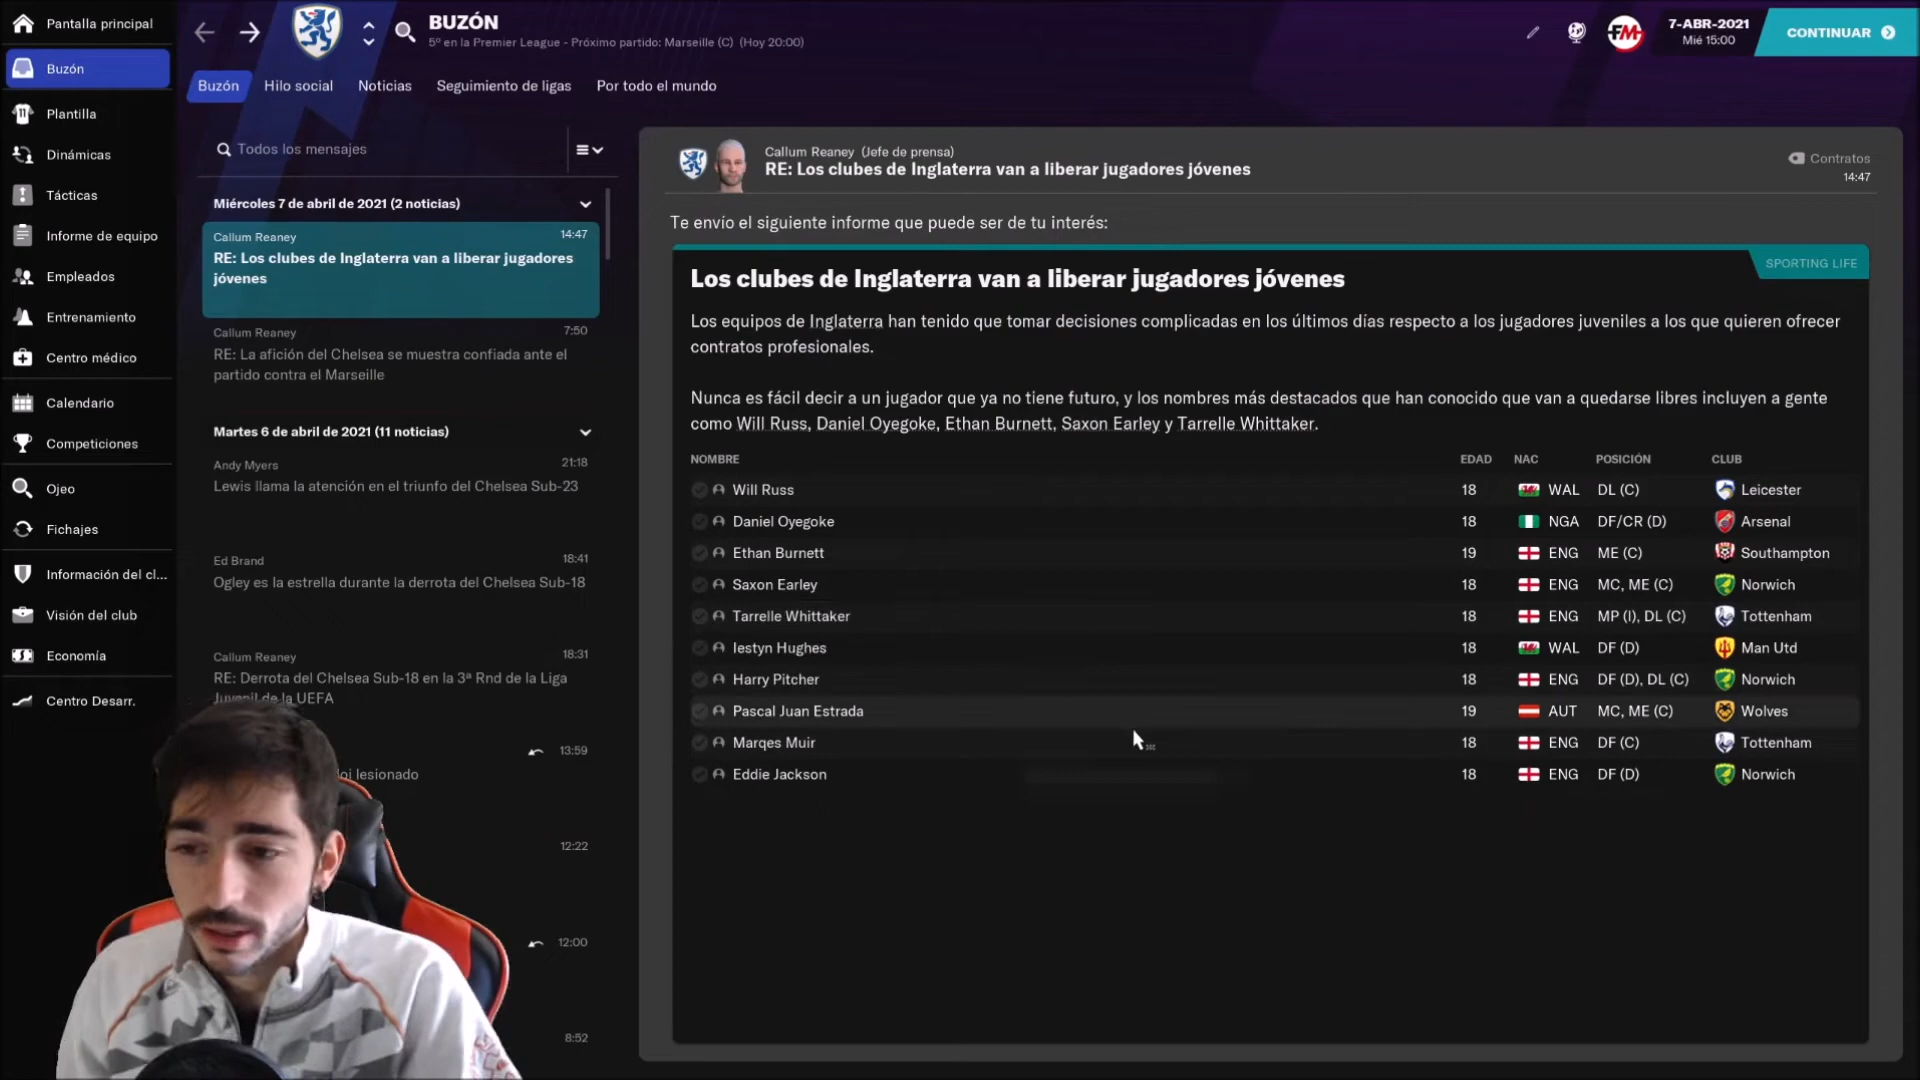 Pantalla principal
Buzón
Plantilla
Dinámicas
Tácticas
Informe de equipo
Empleados
Entrenamiento
Centro médico
Calendario
Competiciones
Ojeo
Fichajes
Información del cl...
Visión del club
Economía
Centro Desarr.
BUZÓN
5º en la Premier League - Próximo partido: Marseille (C) (Hoy 20:00)
FM
7-ABR-2021
Mié 15:00
CONTINUAR
Buzón Hilo social Noticias Seguimiento de ligas Por todo el mundo
Todos los mensajes
Miércoles 7 de abril de 2021 (2 noticias)
Callum Reaney 14:47
RE: Los clubes de Inglaterra van a liberar jugadores
jóvenes
Callum Reaney 7:50
RE: La afición del Chelsea se muestra confiada ante el
partido contra el Marseille
Martes 6 de abril de 2021 (11 noticias)
Andy Myers 21:18
Lewis llama la atención en el triunfo del Chelsea Sub-23
Ed Brand 18:41
Ogley es la estrella durante la derrota del Chelsea Sub-18
Callum Reaney 18:31
RE: Derrota del Chelsea Sub-18 en la 3ª Rnd de la Liga
Juvenil de la UEFA
13:59
lesionado
12:22
12:00
8:52
Callum Reaney (Jefe de prensa)
RE: Los clubes de Inglaterra van a liberar jugadores jóvenes
Contratos
14:47
Te envío el siguiente informe que puede ser de tu interés:
SPORTING LIFE
Los clubes de Inglaterra van a liberar jugadores jóvenes
Los equipos de Inglaterra han tenido que tomar decisiones complicadas en los últimos días respecto a los jugadores juveniles a los que quieren ofrecer
contratos profesionales.
Nunca es fácil decir a un jugador que ya no tiene futuro, y los nombres más destacados que han conocido que van a quedarse libres incluyen a gente
como Will Russ, Daniel Oyegoke, Ethan Burnett, Saxon Earley y Tarrelle Whittaker.
NOMBRE EDAD NAC POSICIÓN CLUB
Will Russ 18 WAL DL (C) Leicester
Daniel Oyegoke 18 NGA DF/CR (D) Arsenal
Ethan Burnett 19 ENG ME (C) Southampton
Saxon Earley 18 ENG MC, ME (C) Norwich
Tarrelle Whittaker 18 ENG MP (I), DL (C) Tottenham
Iestyn Hughes 18 WAL DF (D) Man Utd
Harry Pitcher 18 ENG DF (D), DL (C) Norwich
Pascal Juan Estrada 19 AUT MC, ME (C) Wolves
Marqes Muir 18 ENG DF (C) Tottenham
Eddie Jackson 18 ENG DF (D) Norwich